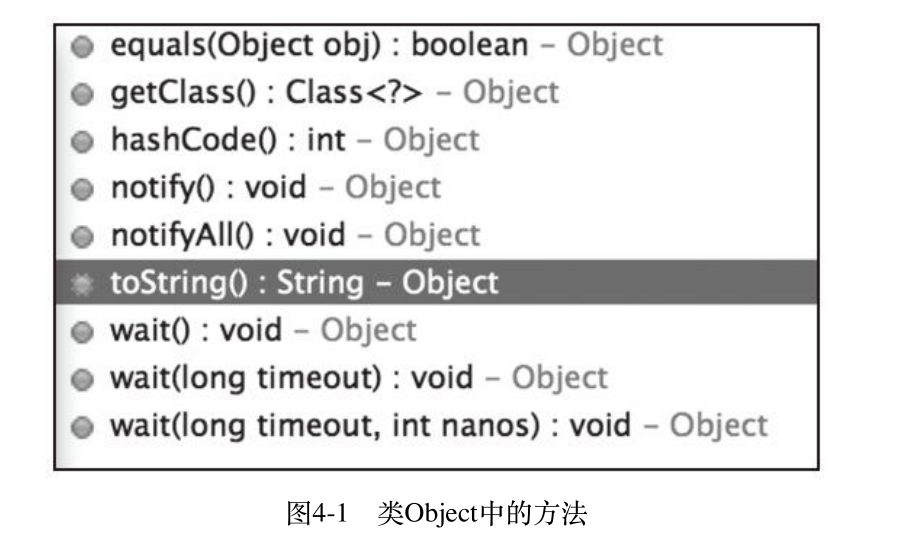 equals(Object obj) : boolean – Object
getClass() : Class<?> – Object
hashCode() : int – Object
notify() : void – Object
notifyAll() : void – Object
toString() : String – Object
wait() : void – Object
wait(long timeout) : void – Object
wait(long timeout, int nanos) : void – Object
图4-1 类Object中的方法